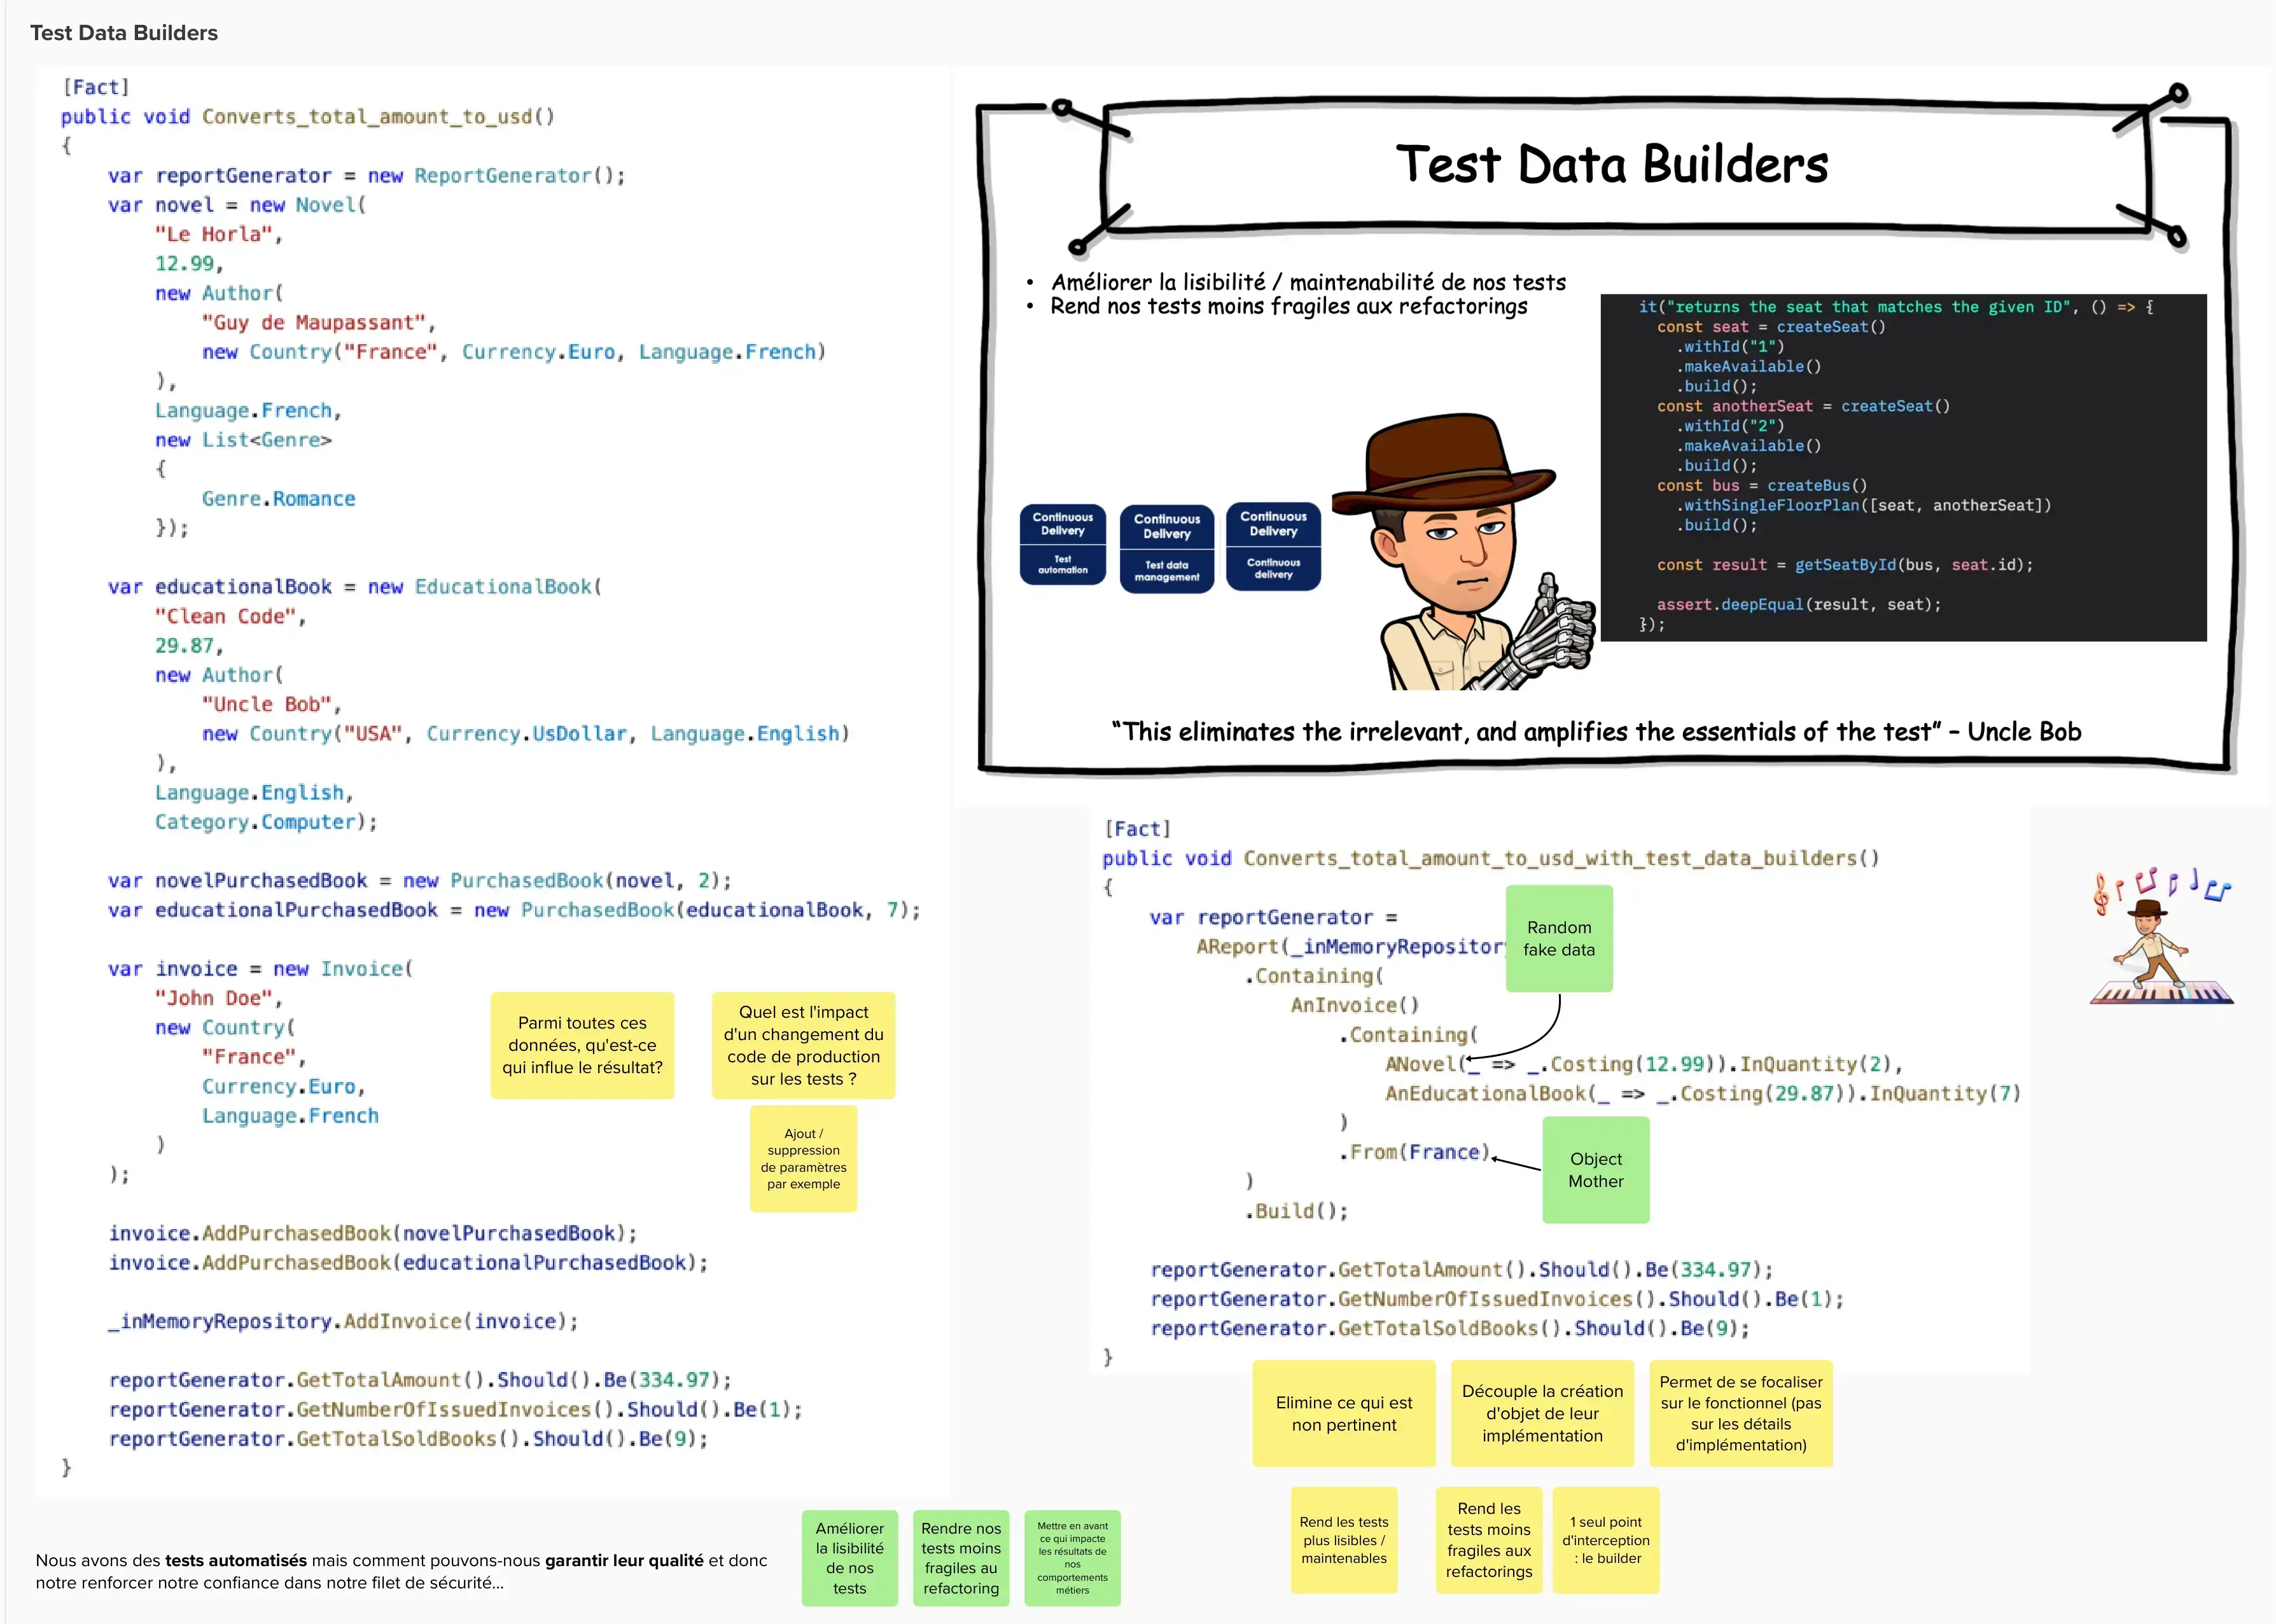 Test Data Builders
[Fact]
public void Converts_total_amount_to_usd()
{
    var reportGenerator = new ReportGenerator();
    var novel = new Novel(
        "Le Horla",
        12.99,
        new Author(
            "Guy de Maupassant",
            new Country("France", Currency.Euro, Language.French)
        ),
        Language.French,
        new List<Genre>
        {
            Genre.Romance
        });
    var educationalBook = new EducationalBook(
        "Clean Code",
        29.87,
        new Author(
            "Uncle Bob",
            new Country("USA", Currency.UsDollar, Language.English)
        ),
        Language.English,
        Category.Computer);
    var novelPurchasedBook = new PurchasedBook(novel, 2);
    var educationalPurchasedBook = new PurchasedBook(educationalBook, 7);
    var invoice = new Invoice(
        "John Doe",
        new Country(
            "France",
            Currency.Euro,
            Language.French
        )
    );
    invoice.AddPurchasedBook(novelPurchasedBook);
    invoice.AddPurchasedBook(educationalPurchasedBook);
    _inMemoryRepository.AddInvoice(invoice);
    reportGenerator.GetTotalAmount().Should().Be(334.97);
    reportGenerator.GetNumberOfIssuedInvoices().Should().Be(1);
    reportGenerator.GetTotalSoldBooks().Should().Be(9);
}
Parmi toutes ces
données, qu'est-ce
qui influe le résultat?
Quel est l'impact
d'un changement du
code de production
sur les tests ?
Ajout /
suppression
de paramètres
par exemple
Test Data Builders
• Améliorer la lisibilité / maintenabilité de nos tests
• Rend nos tests moins fragiles aux refactorings
Continuous
Delivery
Test
automation
Continuous
Delivery
Test data
management
Continuous
Delivery
Continuous
delivery
it("returns the seat that matches the given ID", () => {
  const seat = createSeat()
    .withId("1")
    .makeAvailable()
    .build();
  const anotherSeat = createSeat()
    .withId("2")
    .makeAvailable()
    .build();
  const bus = createBus()
    .withSingleFloorPlan([seat, anotherSeat])
    .build();
  const result = getSeatById(bus, seat.id);
  assert.deepEqual(result, seat);
});
“This eliminates the irrelevant, and amplifies the essentials of the test” – Uncle Bob
[Fact]
public void Converts_total_amount_to_usd_with_test_data_builders()
{
    var reportGenerator =
        AReport(_inMemoryRepositor
            .Containing(
                AnInvoice()
                    .Containing(
                        ANovel(_ => _.Costing(12.99)).InQuantity(2),
                        AnEducationalBook(_ => _.Costing(29.87)).InQuantity(7)
                    )
                    .From(France)
            )
            .Build();
    reportGenerator.GetTotalAmount().Should().Be(334.97);
    reportGenerator.GetNumberOfIssuedInvoices().Should().Be(1);
    reportGenerator.GetTotalSoldBooks().Should().Be(9);
}
Random
fake data
Object
Mother
Elimine ce qui est
non pertinent
Découple la création
d'objet de leur
implémentation
Permet de se focaliser
sur le fonctionnel (pas
sur les détails
d'implémentation)
Rend les tests
plus lisibles /
maintenables
Rend les
tests moins
fragiles aux
refactorings
1 seul point
d'interception
: le builder
Nous avons des tests automatisés mais comment pouvons-nous garantir leur qualité et donc
notre renforcer notre confiance dans notre filet de sécurité...
Améliorer
la lisibilité
de nos
tests
Rendre nos
tests moins
fragiles au
refactoring
Mettre en avant
ce qui impacte
les résultats de
nos
comportements
métiers